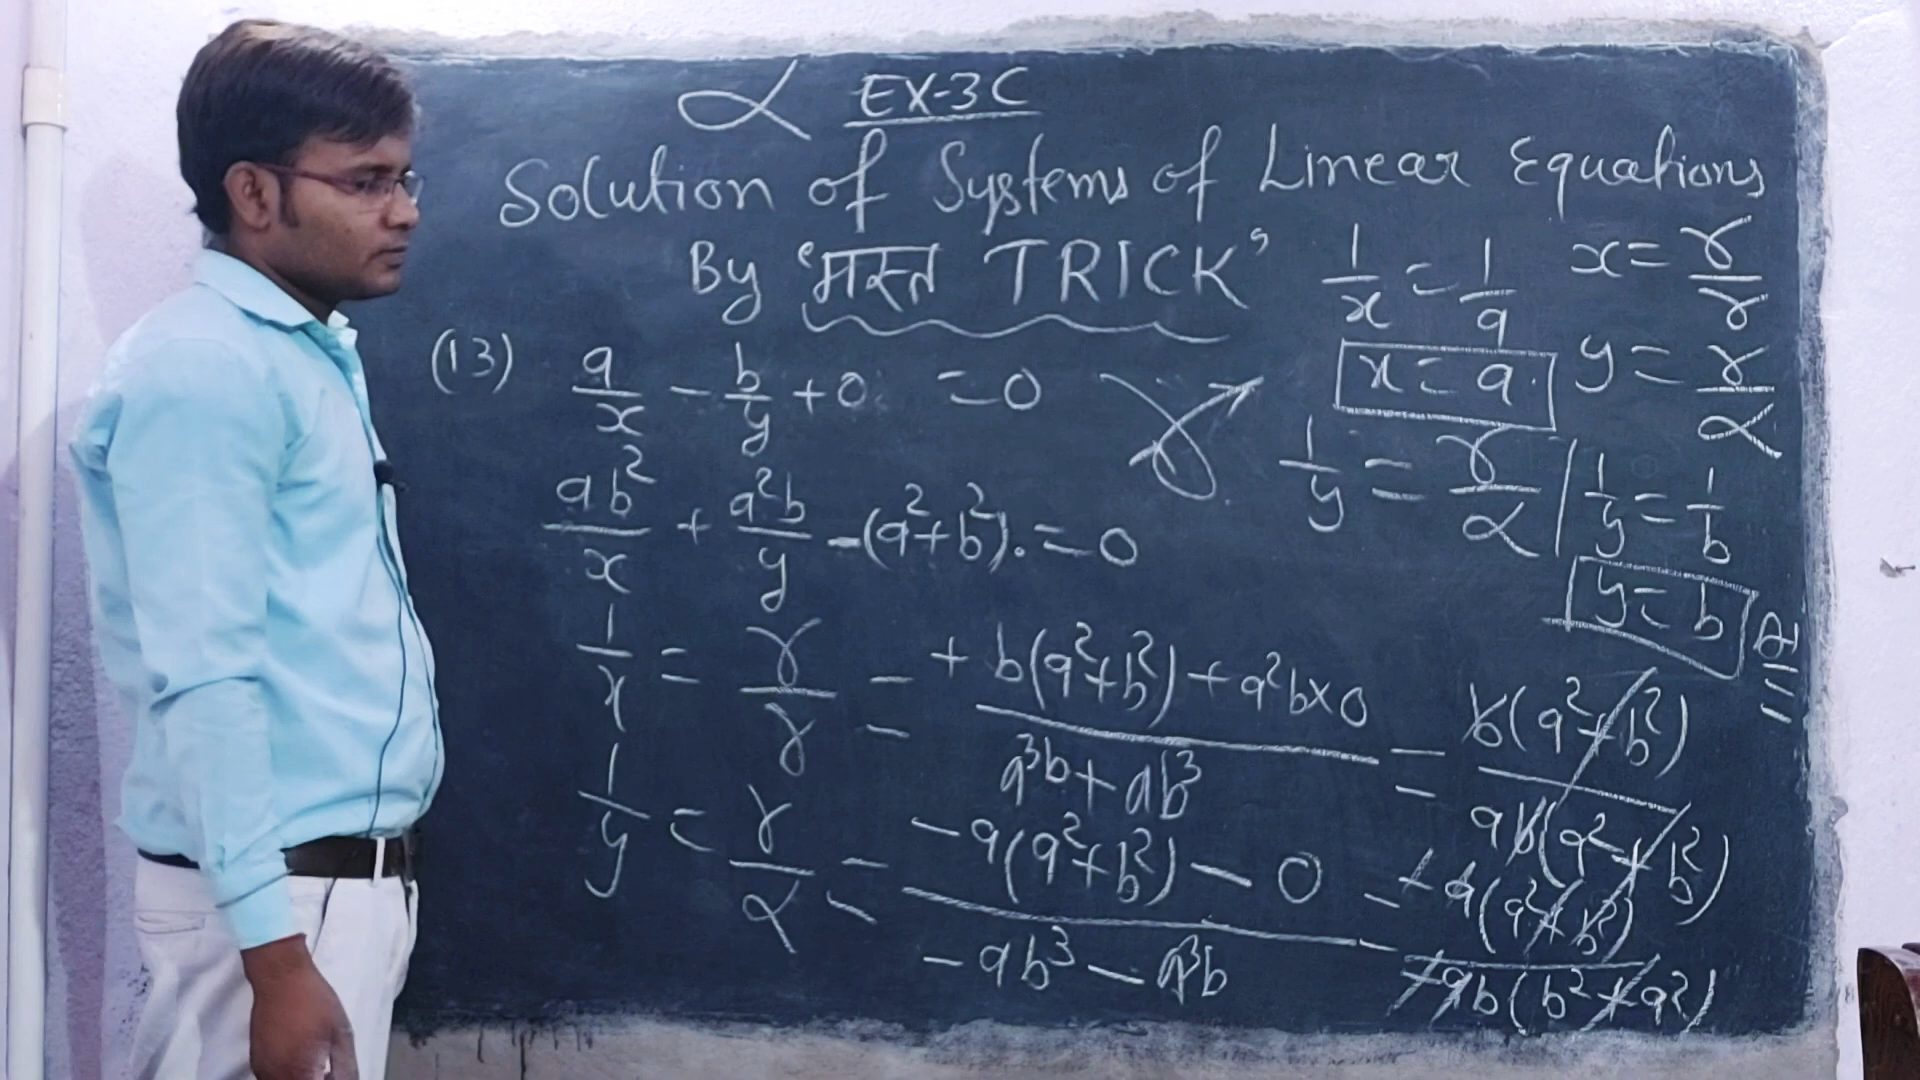 α EX-3C
Solution of Systems of Linear Equations
By "मस्त TRICK"
(13) a/x - b/y + 0 = 0
ab²/x + a²b/y - (a²+b²). = 0
1/x = γ/γ = + b(a²+b²) + a²b×0 / a³b + ab³ = b(a²+b²) / ab(a²+b²)
1/y = γ/α = -a(a²+b²) - 0 / -ab³ - a³b = + a(a²+b²) / +ab(b²+a²)
1/x = 1/a
x = a.
x = γ/γ
y = γ/α
1/y = γ/α
1/y = 1/b
y = b